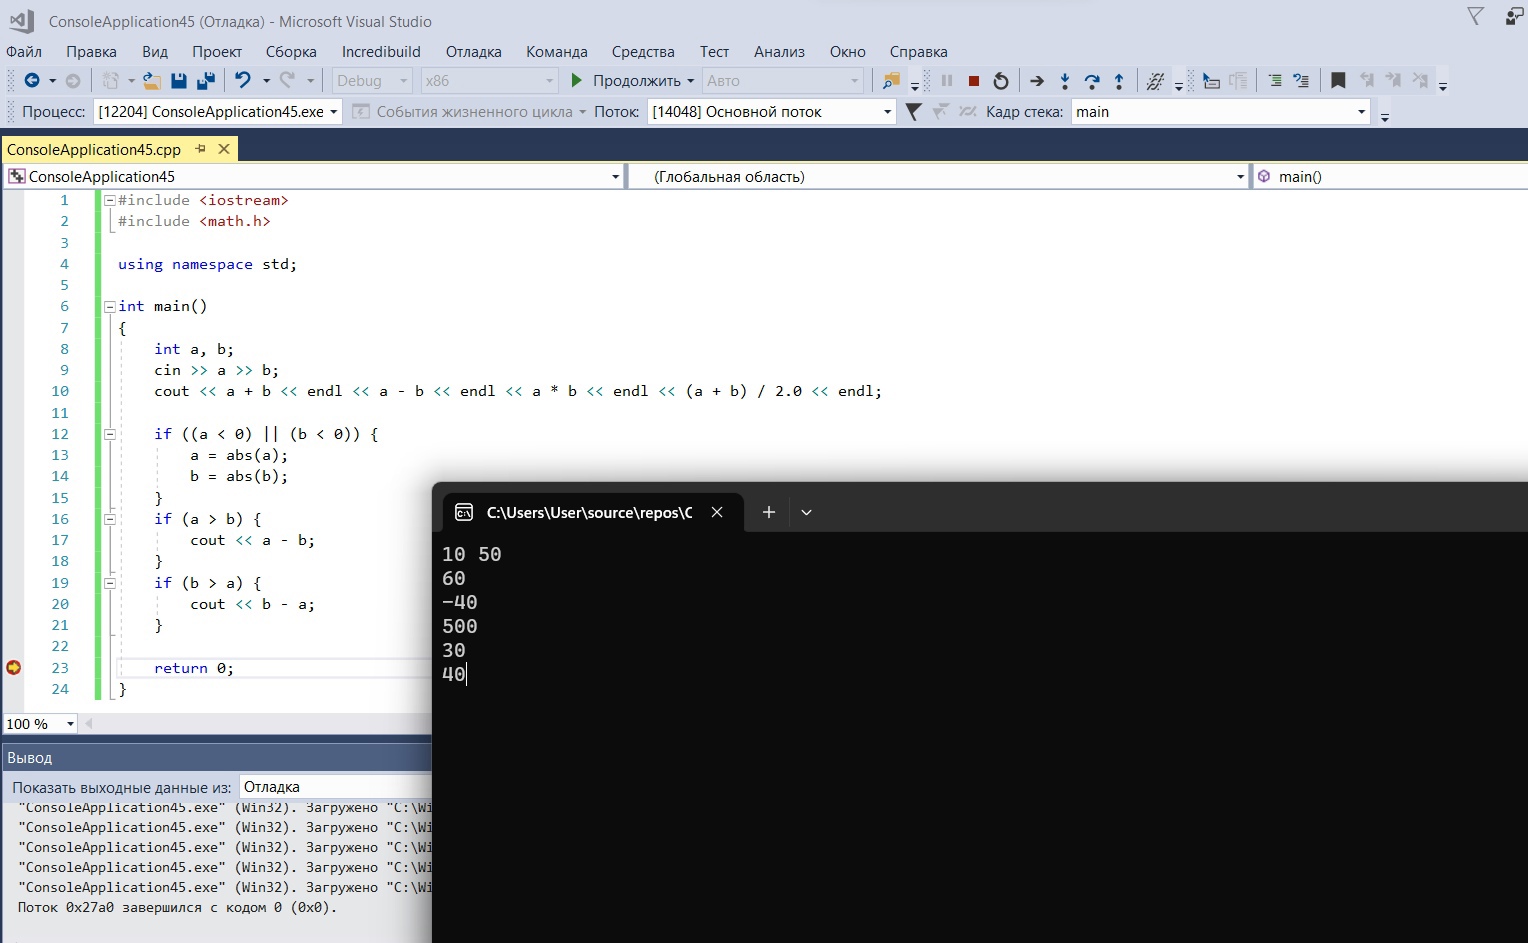 ConsoleApplication45 (Отладка) - Microsoft Visual Studio
Файл Правка Вид Проект Сборка Incredibuild Отладка Команда Средства Тест Анализ Окно Справка
Debug x86 Продолжить Авто
Процесс: [12204] ConsoleApplication45.exe События жизненного цикла Поток: [14048] Основной поток Кадр стека: main
ConsoleApplication45.cpp
ConsoleApplication45 (Глобальная область) main()
1 #include <iostream>
2 #include <math.h>
3
4 using namespace std;
5
6 int main()
7 {
8 int a, b;
9 cin >> a >> b;
10 cout << a + b << endl << a - b << endl << a * b << endl << (a + b) / 2.0 << endl;
11
12 if ((a < 0) || (b < 0)) {
13 a = abs(a);
14 b = abs(b);
15 }
16 if (a > b) {
17 cout << a - b;
18 }
19 if (b > a) {
20 cout << b - a;
21 }
22
23 return 0;
24 }
100 %
Вывод
Показать выходные данные из: Отладка
"ConsoleApplication45.exe" (Win32). Загружено "C:\Wi
"ConsoleApplication45.exe" (Win32). Загружено "C:\Wi
"ConsoleApplication45.exe" (Win32). Загружено "C:\Wi
"ConsoleApplication45.exe" (Win32). Загружено "C:\Wi
"ConsoleApplication45.exe" (Win32). Загружено "C:\Wi
Поток 0x27a0 завершился с кодом 0 (0x0).
C:\Users\User\source\repos\C
10 50
60
-40
500
30
40